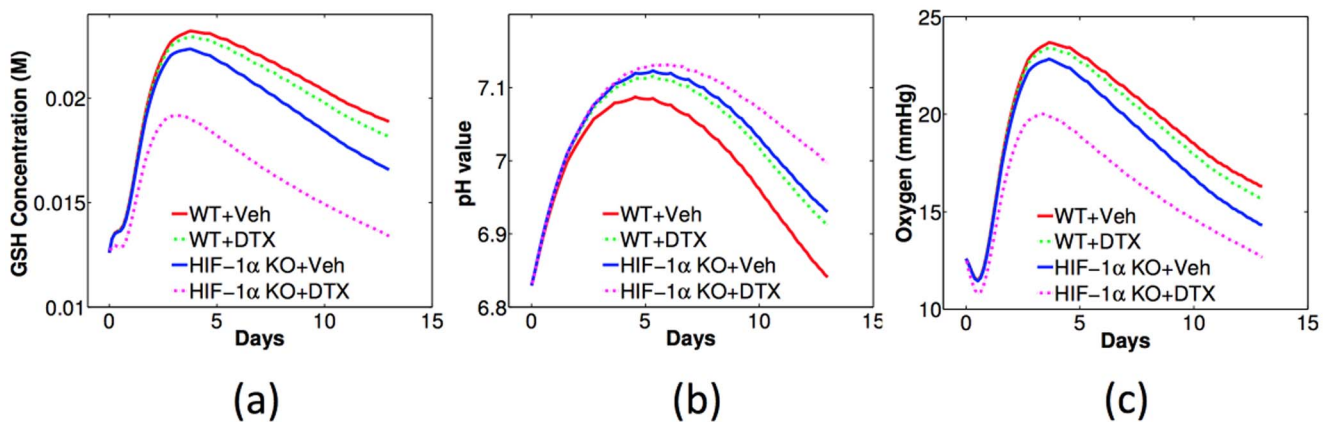 GSH Concentration (M)
0.02
0.015
0.01
0
5
10
15
Days
WT+Veh
WT+DTX
HIF−1α KO+Veh
HIF−1α KO+DTX
(a)
pH value
7.1
7
6.9
6.8
0
5
10
15
Days
WT+Veh
WT+DTX
HIF−1α KO+Veh
HIF−1α KO+DTX
(b)
Oxygen (mmHg)
25
20
15
10
0
5
10
15
Days
WT+Veh
WT+DTX
HIF−1α KO+Veh
HIF−1α KO+DTX
(c)